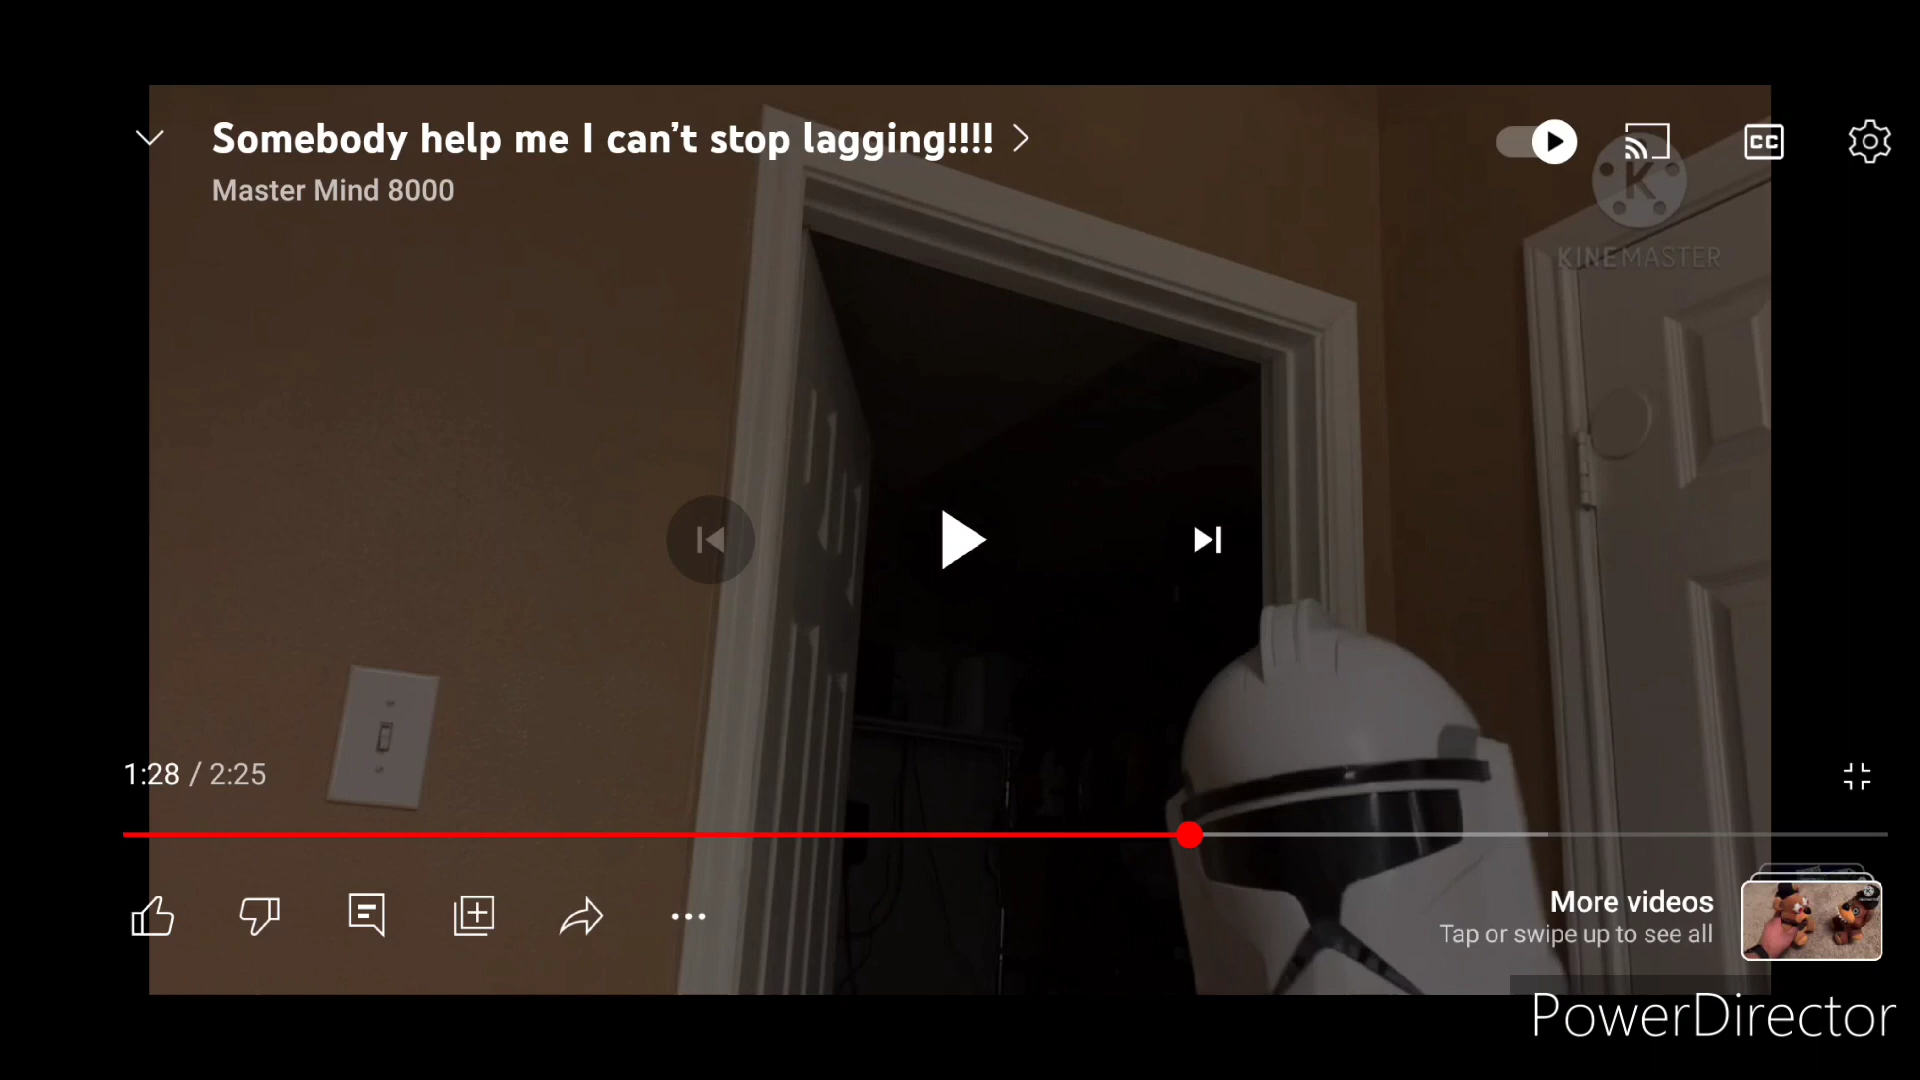 Somebody help me I can't stop lagging!!!!
Master Mind 8000
CC
K
KINEMASTER
1:28 / 2:25
More videos
Tap or swipe up to see all
PowerDirector